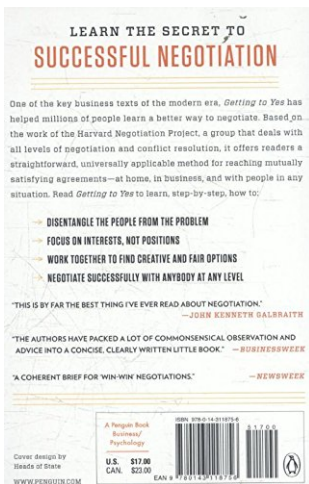 LEARN THE SECRET TO
SUCCESSFUL NEGOTIATION
One of the key business texts of the modern era, Getting to Yes has
helped millions of people learn a better way to negotiate. Based on
the work of the Harvard Negotiation Project, a group that deals with
all levels of negotiation and conflict resolution, it offers readers a
straightforward, universally applicable method for reaching mutually
satisfying agreements—at home, in business, and with people in any
situation. Read Getting to Yes to learn, step-by-step, how to:
→ DISENTANGLE THE PEOPLE FROM THE PROBLEM
→ FOCUS ON INTERESTS, NOT POSITIONS
→ WORK TOGETHER TO FIND CREATIVE AND FAIR OPTIONS
→ NEGOTIATE SUCCESSFULLY WITH ANYBODY AT ANY LEVEL
"THIS IS BY FAR THE BEST THING I'VE EVER READ ABOUT NEGOTIATION."
—JOHN KENNETH GALBRAITH
"THE AUTHORS HAVE PACKED A LOT OF COMMONSENSICAL OBSERVATION AND
ADVICE INTO A CONCISE, CLEARLY WRITTEN LITTLE BOOK." —BUSINESSWEEK
"A COHERENT BRIEF FOR 'WIN-WIN' NEGOTIATIONS." —NEWSWEEK
Cover design by
Heads of State
WWW.PENGUIN.COM
A Penguin Book
Business/
Psychology
U.S. $17.00
CAN. $23.00
ISBN 978-0-14-311875-6
51700
EAN 9 780143 118756